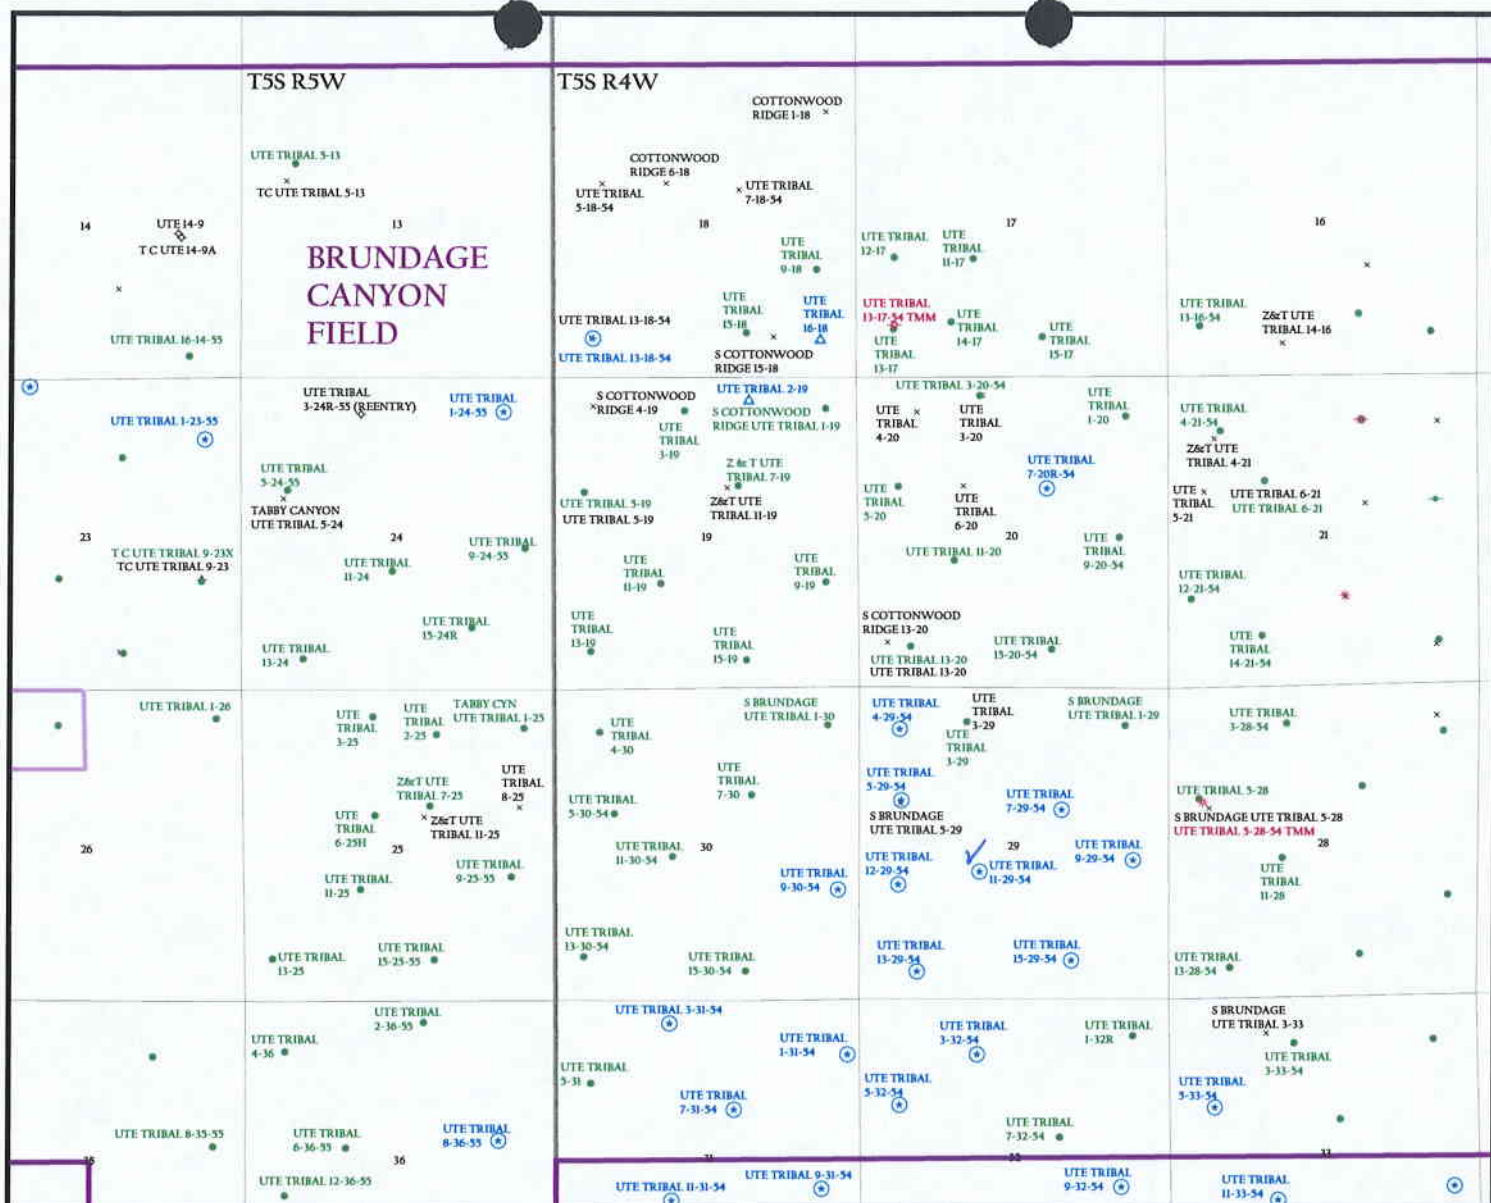 T5S R5W
T5S R4W
COTTONWOOD
RIDGE 1-18
UTE TRIBAL 5-13
TC UTE TRIBAL 5-13
COTTONWOOD
RIDGE 6-18
UTE TRIBAL
5-18-54
UTE TRIBAL
7-18-54
14
UTE 14-9
T C UTE 14-9A
13
18
17
16
BRUNDAGE
CANYON
FIELD
UTE
TRIBAL
9-18
UTE TRIBAL
12-17
UTE
TRIBAL
11-17
UTE TRIBAL 16-14-55
UTE TRIBAL 13-18-54
UTE TRIBAL 13-18-54
UTE
TRIBAL
15-18
UTE
TRIBAL
16-18
S COTTONWOOD
RIDGE 15-18
UTE TRIBAL
13-17-54 TMM
UTE
TRIBAL
13-17
UTE
TRIBAL
14-17
UTE
TRIBAL
15-17
UTE TRIBAL
13-16-54
Z&T UTE
TRIBAL 14-16
UTE TRIBAL 1-23-55
UTE TRIBAL
3-24R-55 (REENTRY)
UTE TRIBAL
1-24-55
S COTTONWOOD
RIDGE 4-19
UTE
TRIBAL
3-19
UTE TRIBAL 2-19
S COTTONWOOD
RIDGE UTE TRIBAL 1-19
UTE TRIBAL 3-20-54
UTE
TRIBAL
4-20
UTE
TRIBAL
3-20
UTE
TRIBAL
1-20
UTE TRIBAL
4-21-54
Z&T UTE
TRIBAL 4-21
UTE TRIBAL
5-24-55
TABBY CANYON
UTE TRIBAL 5-24
UTE TRIBAL 5-19
UTE TRIBAL 5-19
Z & T UTE
TRIBAL 7-19
Z&T UTE
TRIBAL 11-19
UTE
TRIBAL
5-20
UTE
TRIBAL
6-20
UTE TRIBAL
7-20R-54
UTE
TRIBAL
5-21
UTE TRIBAL 6-21
UTE TRIBAL 6-21
23
T C UTE TRIBAL 9-23X
TC UTE TRIBAL 9-23
24
UTE TRIBAL
11-24
UTE TRIBAL
9-24-55
19
UTE
TRIBAL
11-19
UTE
TRIBAL
9-19
20
UTE TRIBAL 11-20
UTE
TRIBAL
9-20-54
21
UTE TRIBAL
12-21-54
UTE TRIBAL
13-24
UTE TRIBAL
15-24R
UTE
TRIBAL
13-19
UTE
TRIBAL
15-19
S COTTONWOOD
RIDGE 13-20
UTE TRIBAL 13-20
UTE TRIBAL 13-20
UTE TRIBAL
15-20-54
UTE
TRIBAL
14-21-54
UTE TRIBAL 1-26
UTE
TRIBAL
3-25
UTE
TRIBAL
2-25
TABBY CYN
UTE TRIBAL 1-25
UTE
TRIBAL
4-30
S BRUNDAGE
UTE TRIBAL 1-30
UTE TRIBAL
4-29-54
UTE
TRIBAL
3-29
UTE
TRIBAL
3-29
S BRUNDAGE
UTE TRIBAL 1-29
UTE TRIBAL
3-28-54
Z&T UTE
TRIBAL 7-25
UTE
TRIBAL
8-25
UTE
TRIBAL
6-25H
Z&T UTE
TRIBAL 11-25
UTE TRIBAL
5-30-54
UTE
TRIBAL
7-30
UTE TRIBAL
5-29-54
S BRUNDAGE
UTE TRIBAL 5-29
UTE TRIBAL
7-29-54
UTE TRIBAL 5-28
S BRUNDAGE UTE TRIBAL 5-28
UTE TRIBAL 5-28-54 TMM
26
25
30
29
28
UTE TRIBAL
11-25
UTE TRIBAL
9-25-55
UTE TRIBAL
11-30-54
UTE TRIBAL
9-30-54
UTE TRIBAL
12-29-54
UTE TRIBAL
11-29-54
UTE TRIBAL
9-29-54
UTE
TRIBAL
11-28
UTE TRIBAL
13-25
UTE TRIBAL
15-25-55
UTE TRIBAL
13-30-54
UTE TRIBAL
15-30-54
UTE TRIBAL
13-29-54
UTE TRIBAL
15-29-54
UTE TRIBAL
13-28-54
UTE TRIBAL
4-36
UTE TRIBAL
2-36-55
UTE TRIBAL 3-31-54
UTE TRIBAL
1-31-54
UTE TRIBAL
3-32-54
UTE TRIBAL
1-32R
S BRUNDAGE
UTE TRIBAL 3-33
UTE TRIBAL
3-33-54
UTE TRIBAL
5-31
UTE TRIBAL
7-31-54
UTE TRIBAL
5-32-54
UTE TRIBAL
5-33-54
UTE TRIBAL 8-35-55
UTE TRIBAL
6-36-55
UTE TRIBAL
8-36-55
UTE TRIBAL
7-32-54
36
33
UTE TRIBAL 12-36-55
UTE TRIBAL 11-31-54
UTE TRIBAL 9-31-54
UTE TRIBAL
9-32-54
UTE TRIBAL
11-33-54